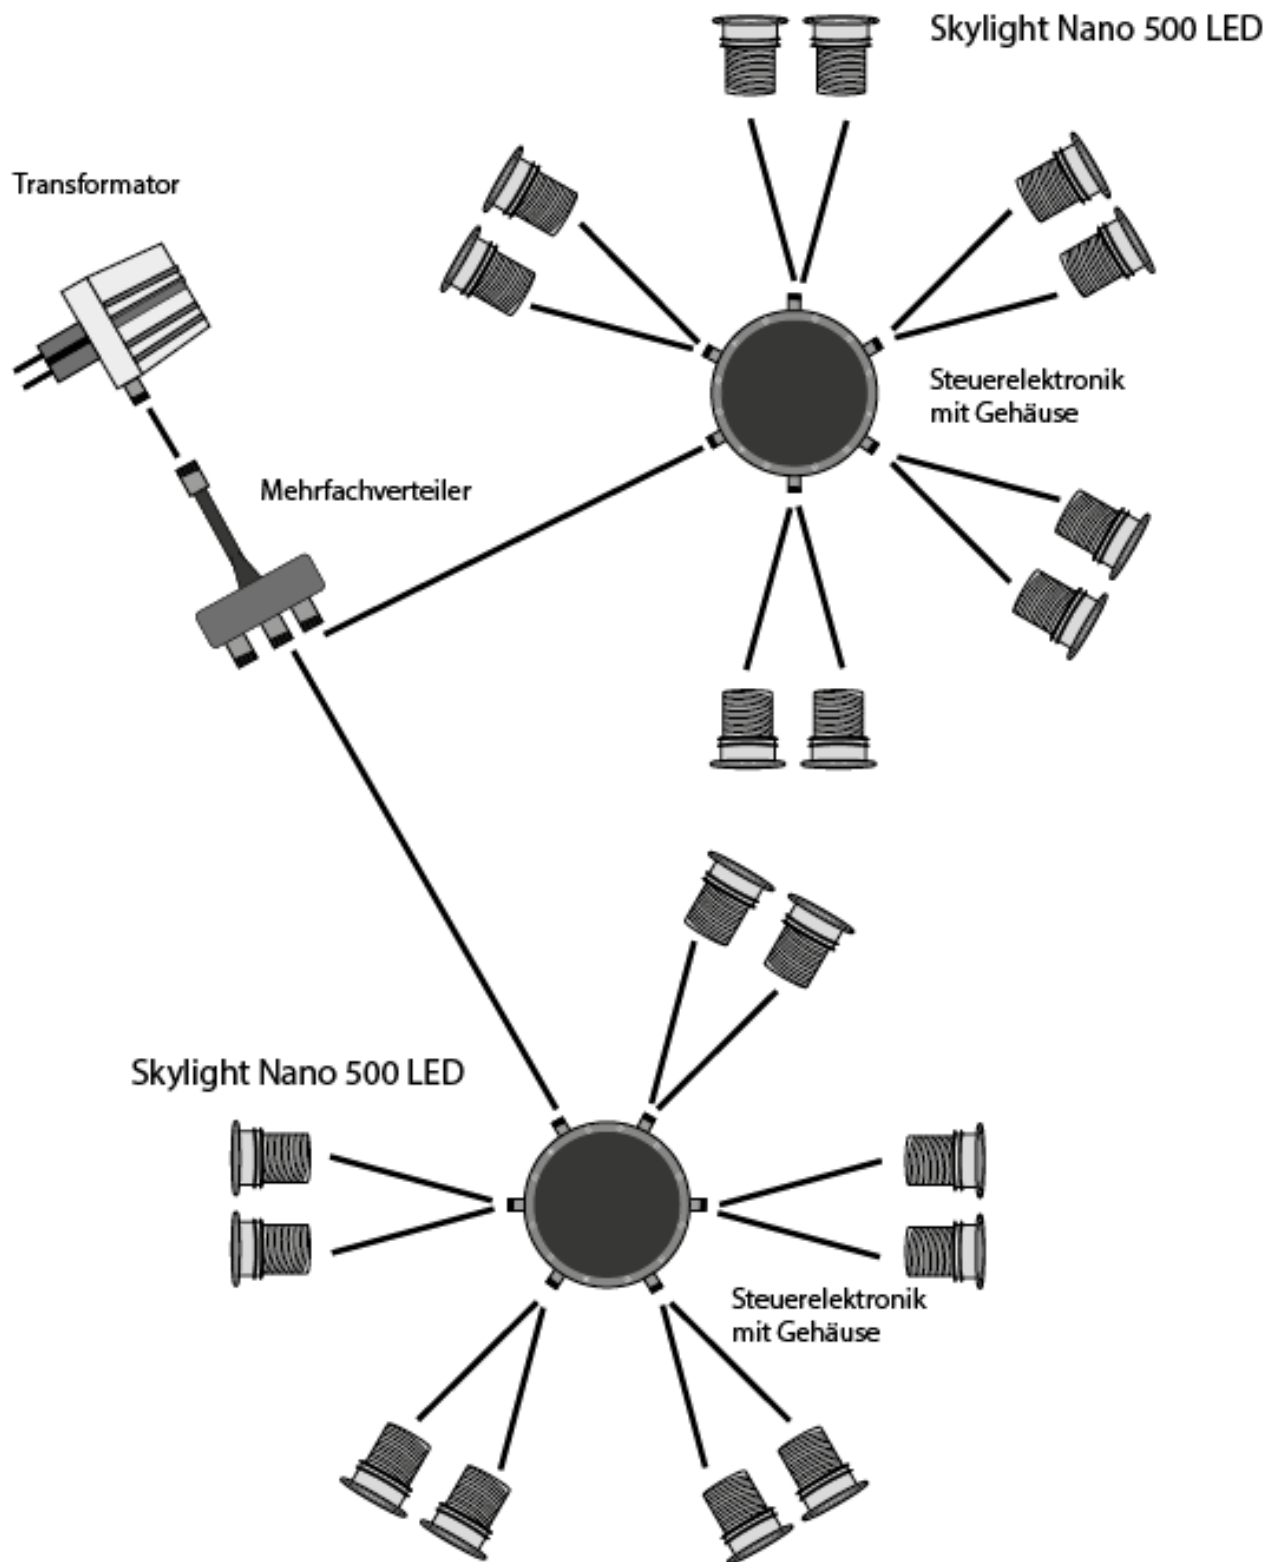 Skylight Nano 500 LED
Transformator
Steuerelektronik
mit Gehäuse
Mehrfachverteiler
Skylight Nano 500 LED
Steuerelektronik
mit Gehäuse